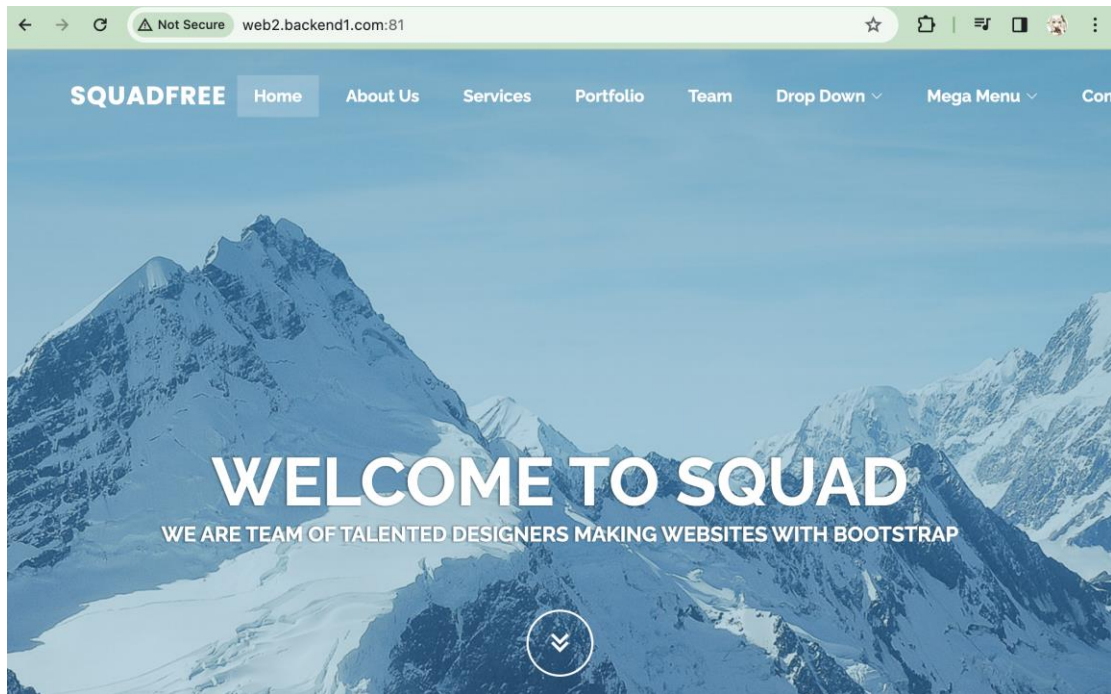 Not Secure web2.backend1.com:81
SQUADFREE Home About Us Services Portfolio Team Drop Down Mega Menu Con
WELCOME TO SQUAD
WE ARE TEAM OF TALENTED DESIGNERS MAKING WEBSITES WITH BOOTSTRAP